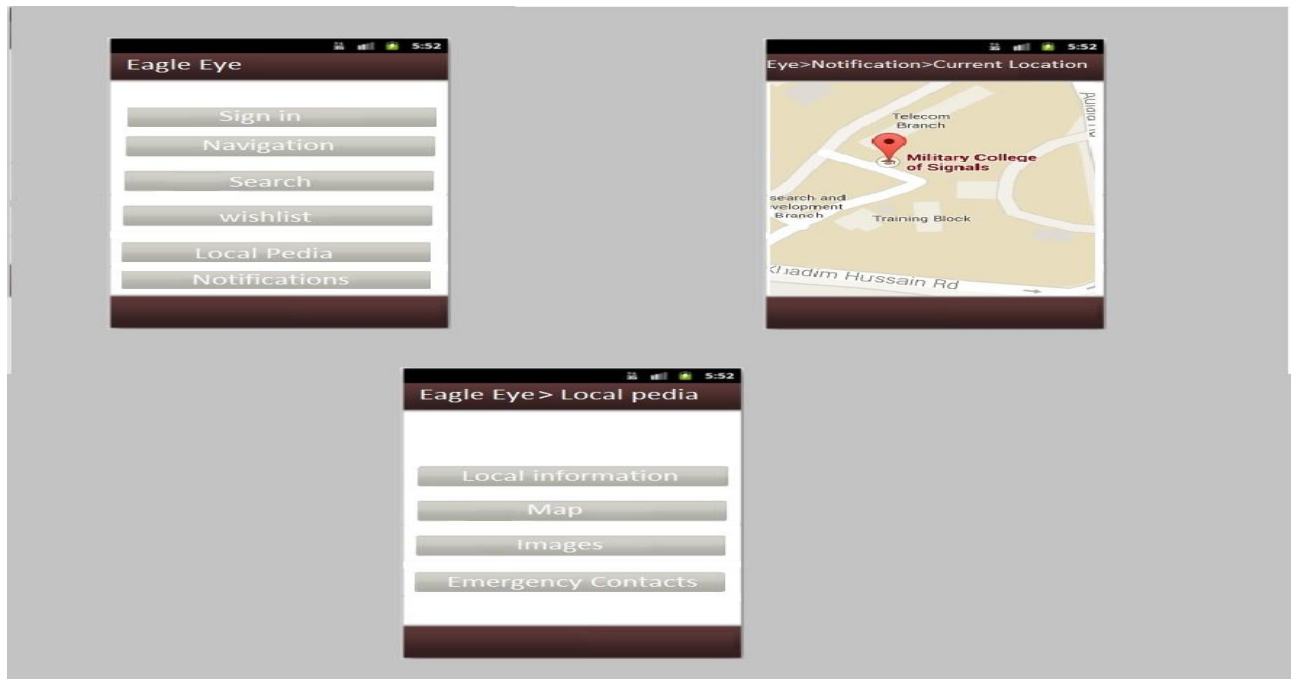 5:52
Eagle Eye
Sign in
Navigation
Search
wishlist
Local Pedia
Notifications
5:52
Eye>Notification>Current Location
Telecom
Branch
Military College
of Signals
search and
velopment
Branch
Training Block
Khadim Hussain Rd
5:52
Eagle Eye> Local pedia
Local information
Map
Images
Emergency Contacts